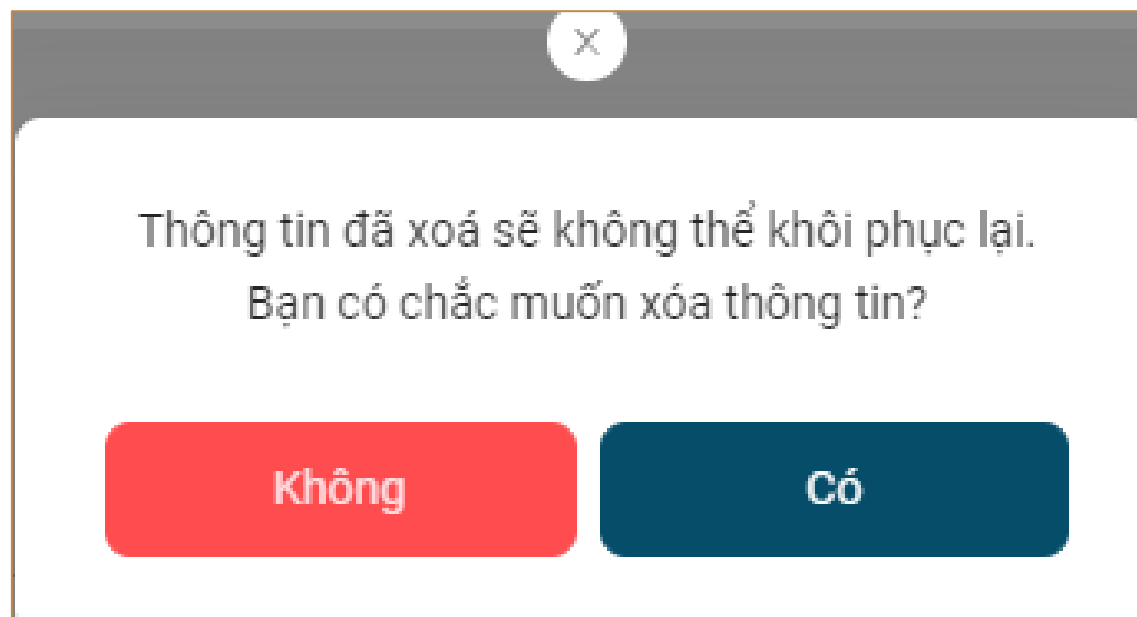 Thông tin đã xoá sẽ không thể khôi phục lại.
Bạn có chắc muốn xóa thông tin?
Không
Có